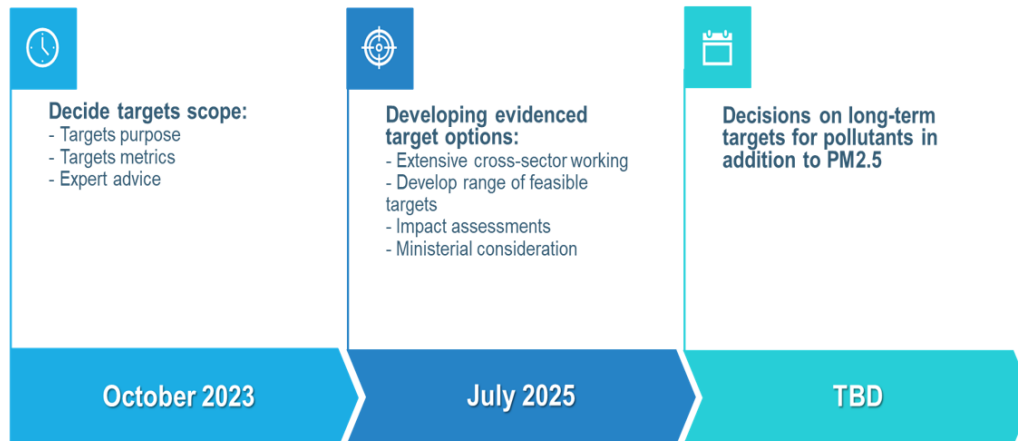 Decide targets scope:
- Targets purpose
- Targets metrics
- Expert advice
Developing evidenced
target options:
- Extensive cross-sector working
- Develop range of feasible
targets
- Impact assessments
- Ministerial consideration
Decisions on long-term
targets for pollutants in
addition to PM2.5
October 2023
July 2025
TBD